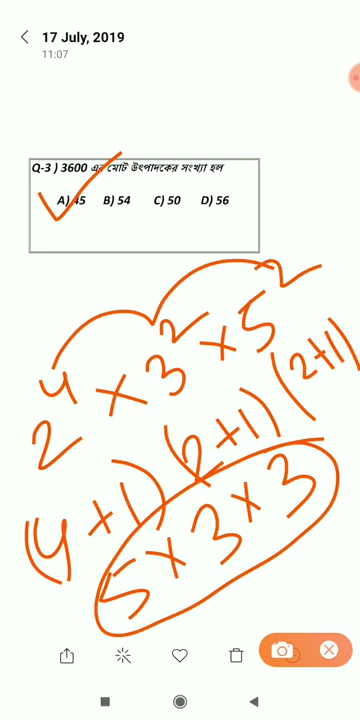 17 July, 2019
11:07
Q-3 ) 3600 এর মোট উৎপাদকের সংখ্যা হল
A) 45 B) 54 C) 50 D) 56
2⁴ × 3² × 5²
(4+1) (2+1) (2+1)
5×3×3